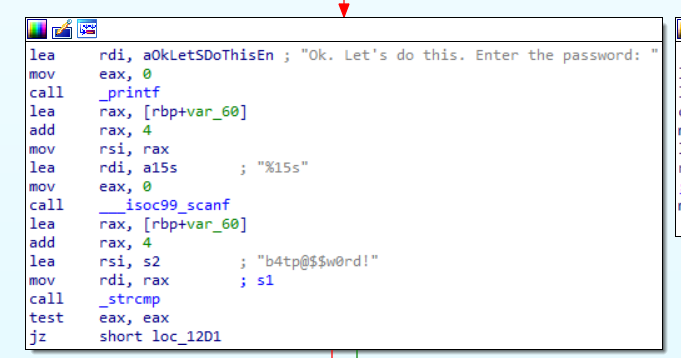 lea rdi, aOkLetSDoThisEn ; "Ok. Let's do this. Enter the password: "
mov eax, 0
call _printf
lea rax, [rbp+var_60]
add rax, 4
mov rsi, rax
lea rdi, a15s ; "%15s"
mov eax, 0
call ___isoc99_scanf
lea rax, [rbp+var_60]
add rax, 4
lea rsi, s2 ; "b4tp@$$w0rd!"
mov rdi, rax ; s1
call _strcmp
test eax, eax
jz short loc_12D1